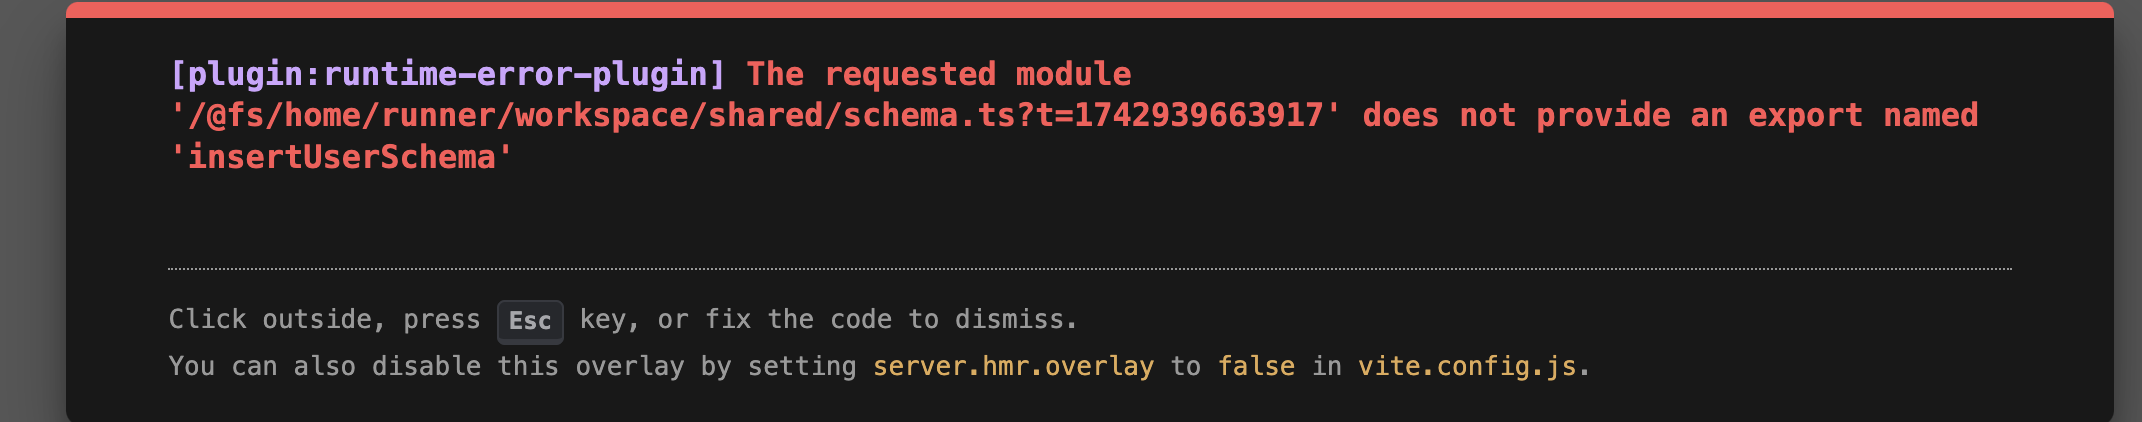 [plugin:runtime-error-plugin] The requested module
'/@fs/home/runner/workspace/shared/schema.ts?t=1742939663917' does not provide an export named
'insertUserSchema'
Click outside, press Esc key, or fix the code to dismiss.
You can also disable this overlay by setting server.hmr.overlay to false in vite.config.js.